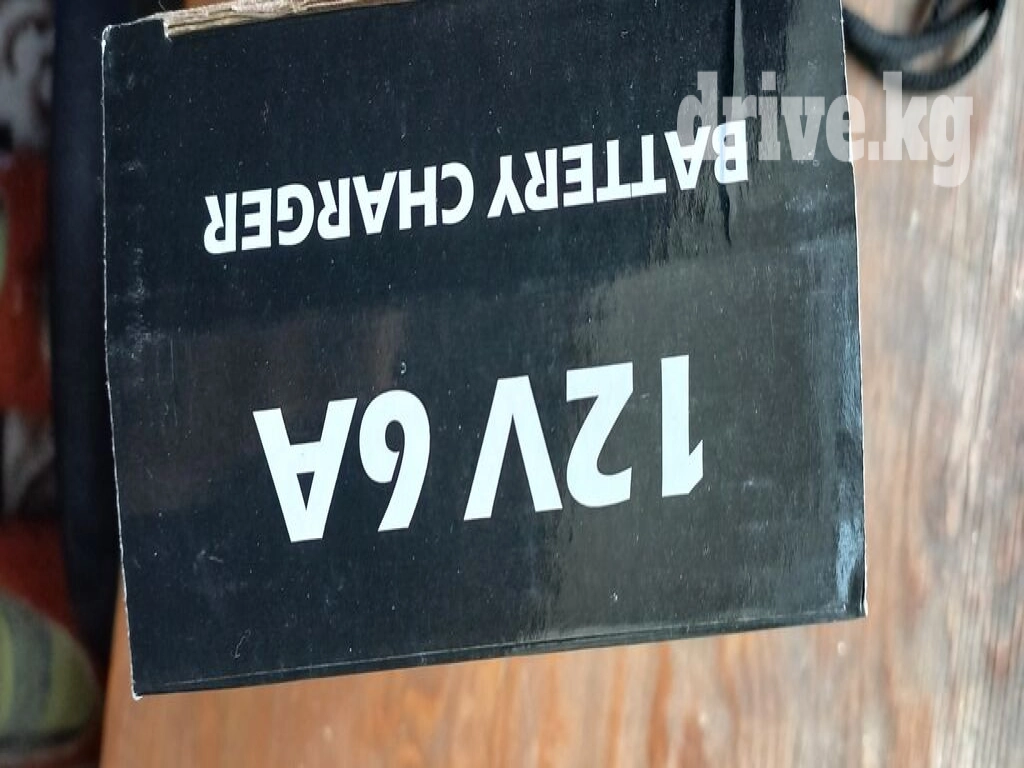 drive.kg
12V 6A
BATTERY CHARGER